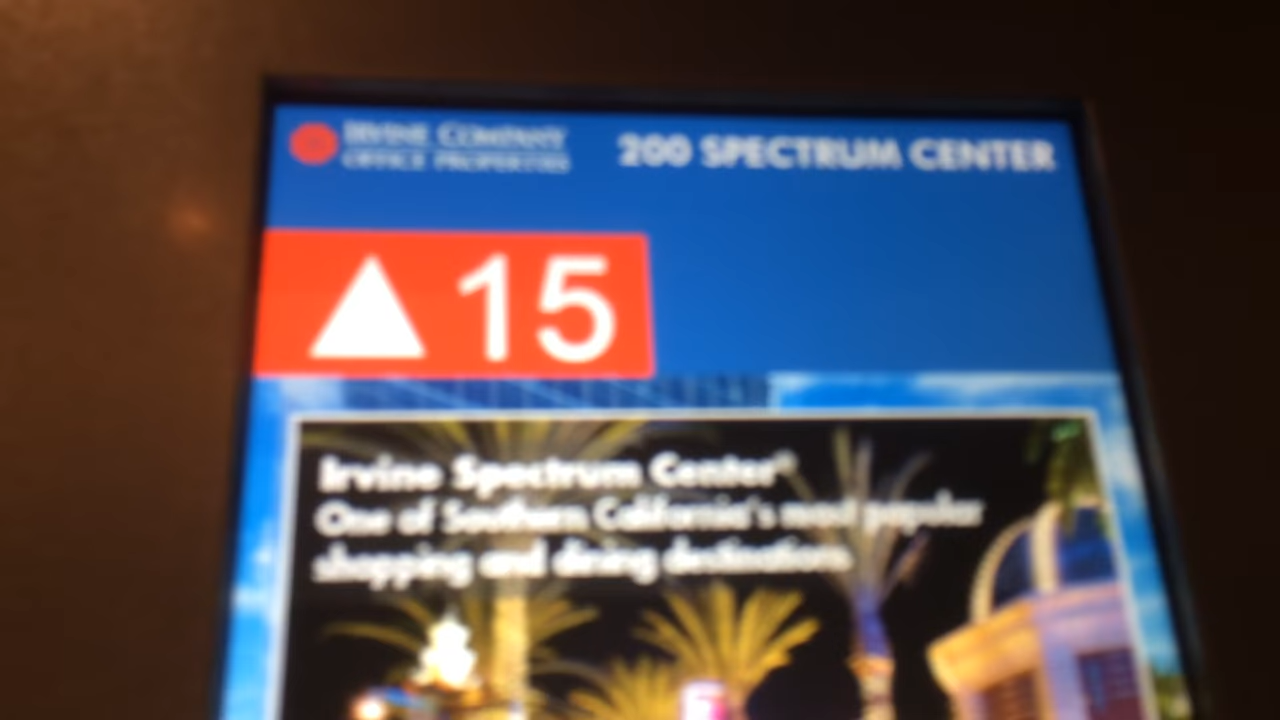 IRVINE COMPANY
OFFICE PROPERTIES
200 SPECTRUM CENTER
15
Irvine Spectrum Center®
One of Southern California's most popular
shopping and dining destinations